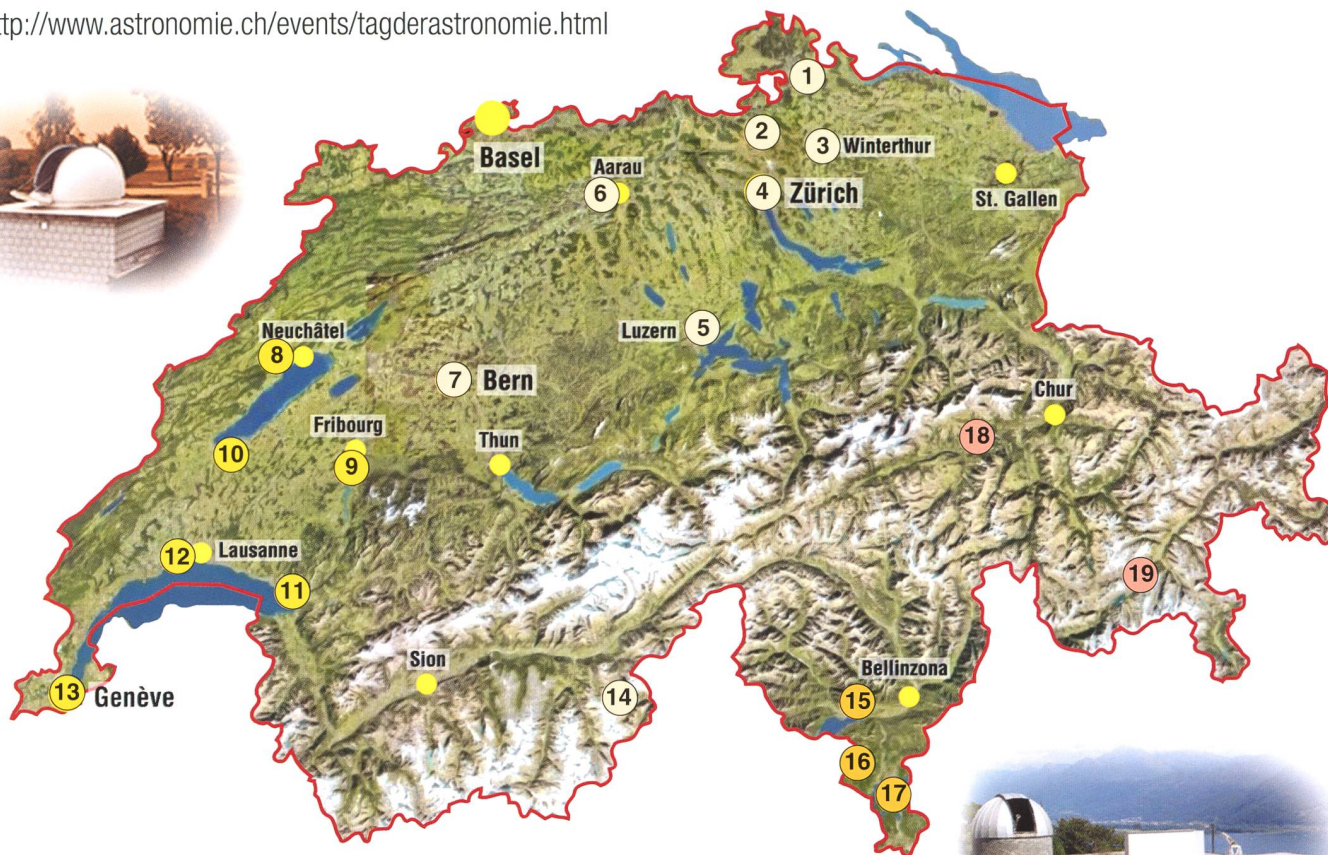 ttp://www.astronomie.ch/events/tagderastronomie.html
1
2
3 Winterthur
Basel
Aarau
6
4 Zürich
St. Gallen
Neuchâtel
8
Luzern 5
7 Bern
Chur
Fribourg
10
9
Thun
18
12 Lausanne
11
19
Sion
Bellinzona
13 Genève
14
15
16
17